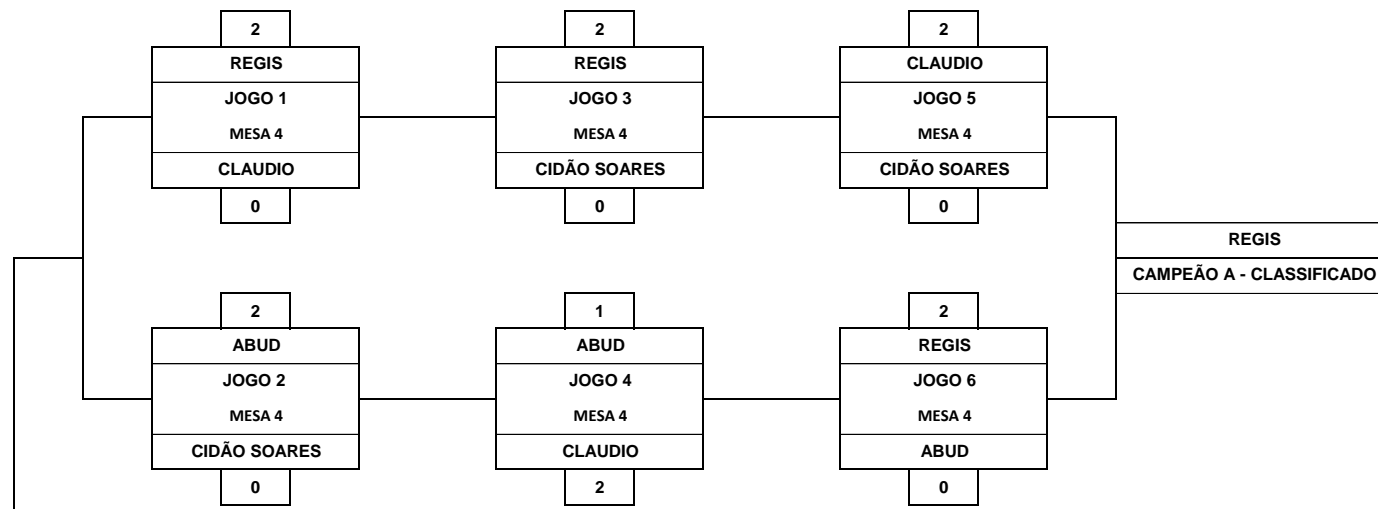 2
REGIS
JOGO 1
MESA 4
CLAUDIO
0
2
REGIS
JOGO 3
MESA 4
CIDÃO SOARES
0
2
CLAUDIO
JOGO 5
MESA 4
CIDÃO SOARES
0
REGIS
CAMPEÃO A - CLASSIFICADO
2
ABUD
JOGO 2
MESA 4
CIDÃO SOARES
0
1
ABUD
JOGO 4
MESA 4
CLAUDIO
2
2
REGIS
JOGO 6
MESA 4
ABUD
0